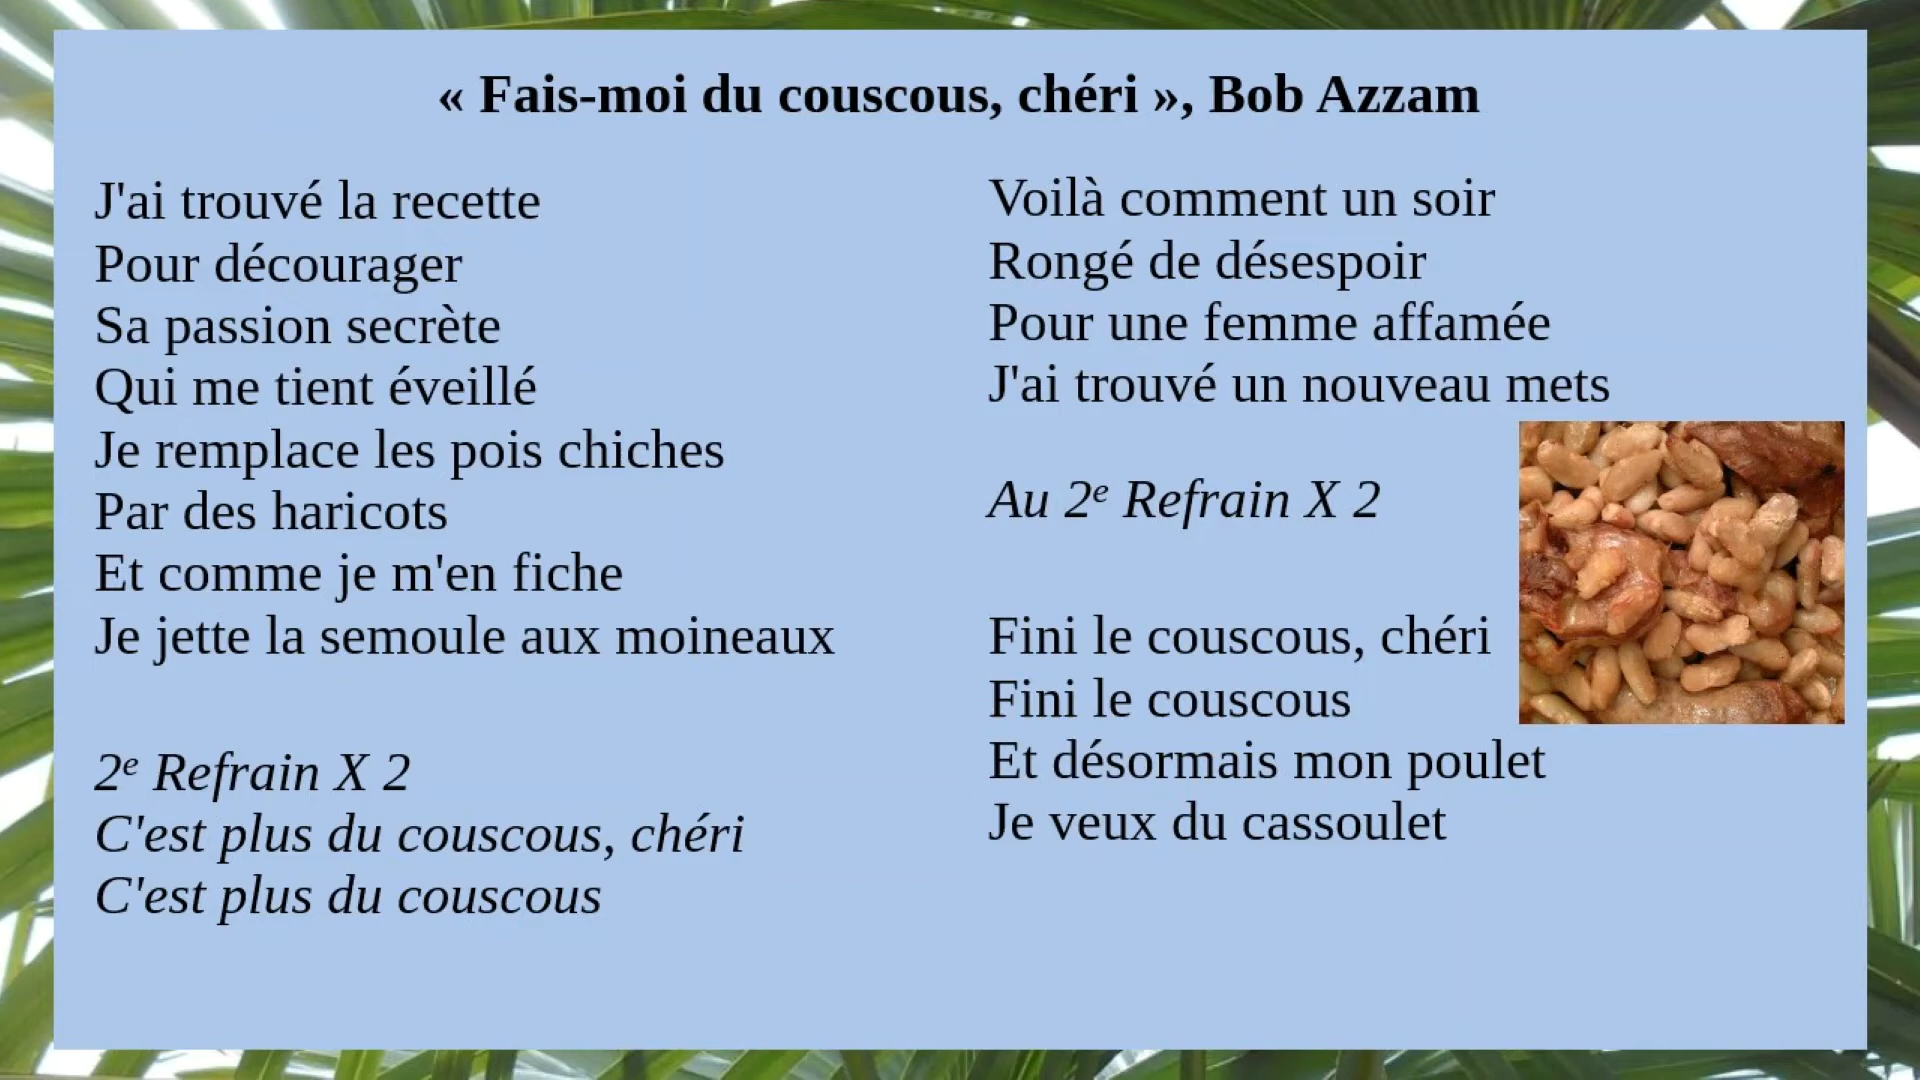 « Fais-moi du couscous, chéri », Bob Azzam
J'ai trouvé la recette
Pour décourager
Sa passion secrète
Qui me tient éveillé
Je remplace les pois chiches
Par des haricots
Et comme je m'en fiche
Je jette la semoule aux moineaux
2e Refrain X 2
C'est plus du couscous, chéri
C'est plus du couscous
Voilà comment un soir
Rongé de désespoir
Pour une femme affamée
J'ai trouvé un nouveau mets
Au 2e Refrain X 2
Fini le couscous, chéri
Fini le couscous
Et désormais mon poulet
Je veux du cassoulet